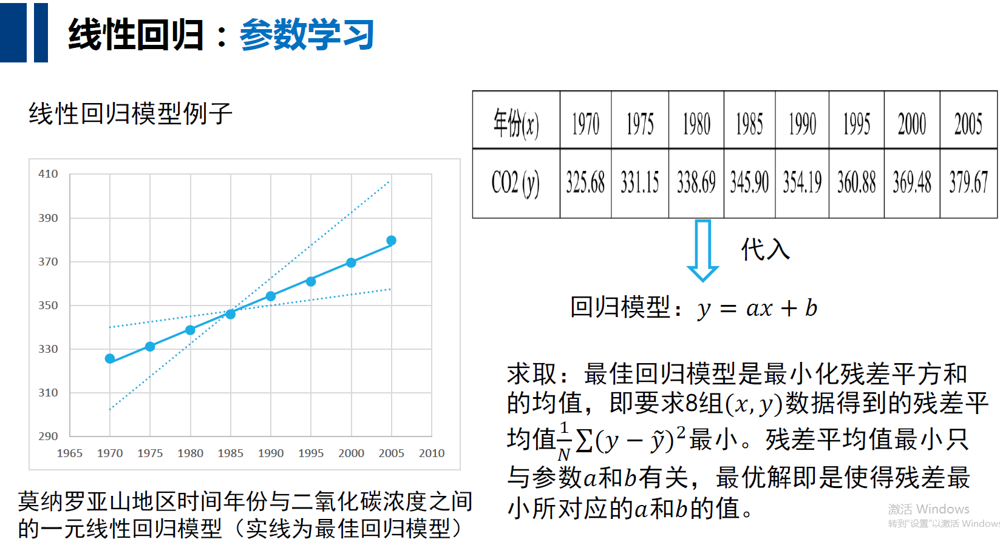 线性回归：参数学习
线性回归模型例子
410
390
370
350
330
310
290
1965 1970 1975 1980 1985 1990 1995 2000 2005 2010
莫纳罗亚山地区时间年份与二氧化碳浓度之间
的一元线性回归模型（实线为最佳回归模型）
年份(x) 1970 1975 1980 1985 1990 1995 2000 2005
CO2 (y) 325.68 331.15 338.69 345.90 354.19 360.88 369.48 379.67
代入
回归模型：y = ax + b
求取：最佳回归模型是最小化残差平方和
的均值，即要求8组(x, y)数据得到的残差平
均值 1/N ∑(y − ỹ)² 最小。残差平均值最小只
与参数a和b有关，最优解即是使得残差最
小所对应的a和b的值。
激活 Windows
转到"设置"以激活 Windows